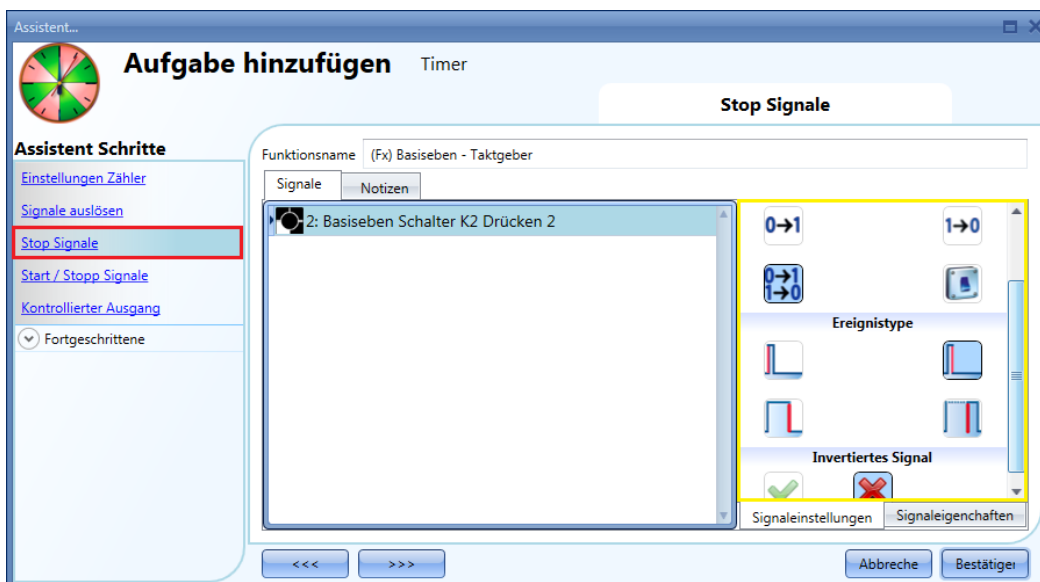 Assistent...
Aufgabe hinzufügen Timer
Stop Signale
Assistent Schritte
Einstellungen Zähler
Signale auslösen
Stop Signale
Start / Stopp Signale
Kontrollierter Ausgang
Fortgeschrittene
Funktionsname (Fx) Basiseben - Taktgeber
Signale Notizen
2: Basiseben Schalter K2 Drücken 2
0→1 1→0
0→1
1→0
Ereignistype
Invertiertes Signal
Signaleinstellungen Signaleigenchaften
<<< >>> Abbreche Bestätiger